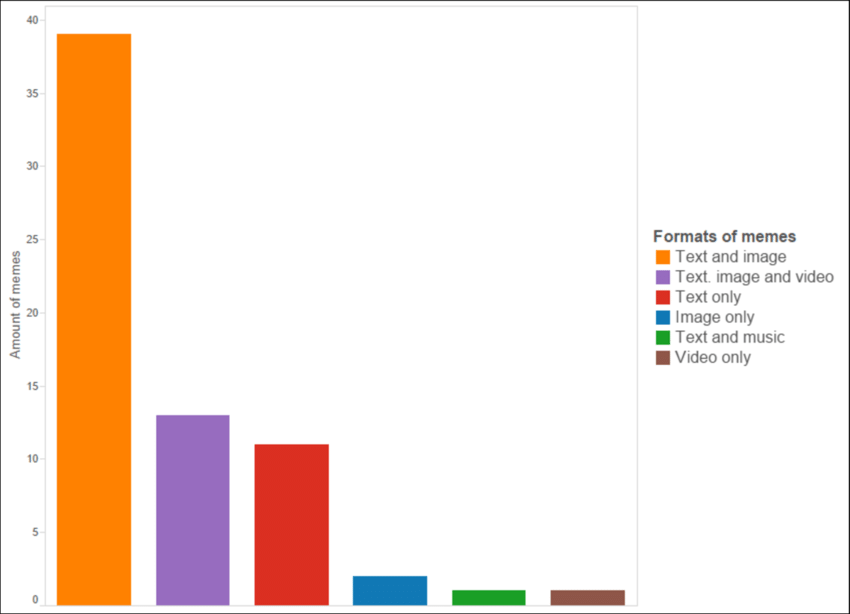 40
35
30
25
20
15
10
5
0
Amount of memes
Formats of memes
Text and image
Text. image and video
Text only
Image only
Text and music
Video only